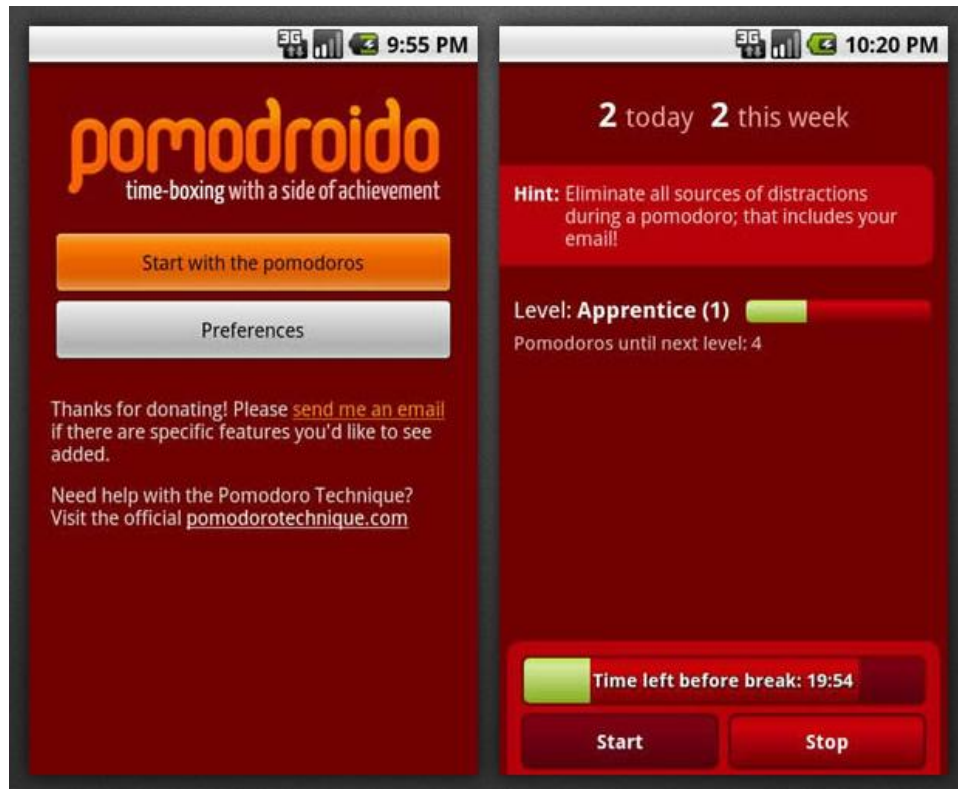 3G 9:55 PM
pomodroido
time-boxing with a side of achievement
Start with the pomodoros
Preferences
Thanks for donating! Please send me an email
if there are specific features you'd like to see
added.
Need help with the Pomodoro Technique?
Visit the official pomodorotechnique.com
3G 10:20 PM
2 today 2 this week
Hint: Eliminate all sources of distractions
during a pomodoro; that includes your
email!
Level: Apprentice (1)
Pomodoros until next level: 4
Time left before break: 19:54
Start Stop